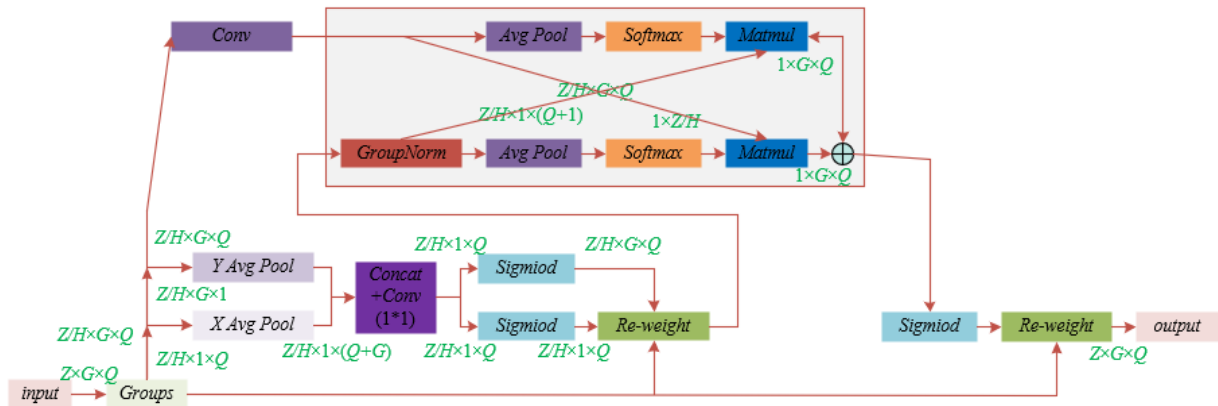 Conv
Avg Pool
Softmax
Matmul
1×G×Q
Z/H×G×Q
Z/H×1×(Q+1)
1×Z/H
GroupNorm
Avg Pool
Softmax
Matmul
1×G×Q
Z/H×G×Q
Z/H×1×Q
Z/H×G×Q
Y Avg Pool
Concat
+Conv
(1*1)
Sigmiod
Z/H×G×1
X Avg Pool
Sigmiod
Re-weight
Sigmiod
Re-weight
output
Z/H×G×Q
Z/H×1×Q
Z/H×1×(Q+G)
Z/H×1×Q
Z/H×1×Q
Z×G×Q
Z×G×Q
input
Groups